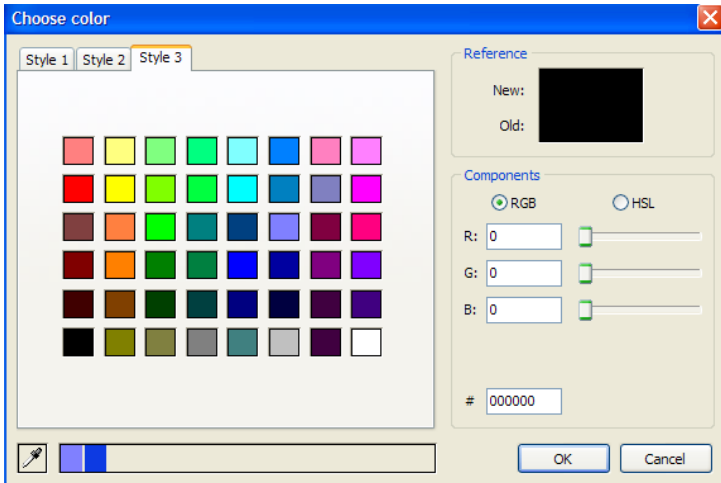 Choose color
Style 1 Style 2 Style 3
Reference
New:
Old:
Components
RGB HSL
R: 0
G: 0
B: 0
# 000000
OK Cancel